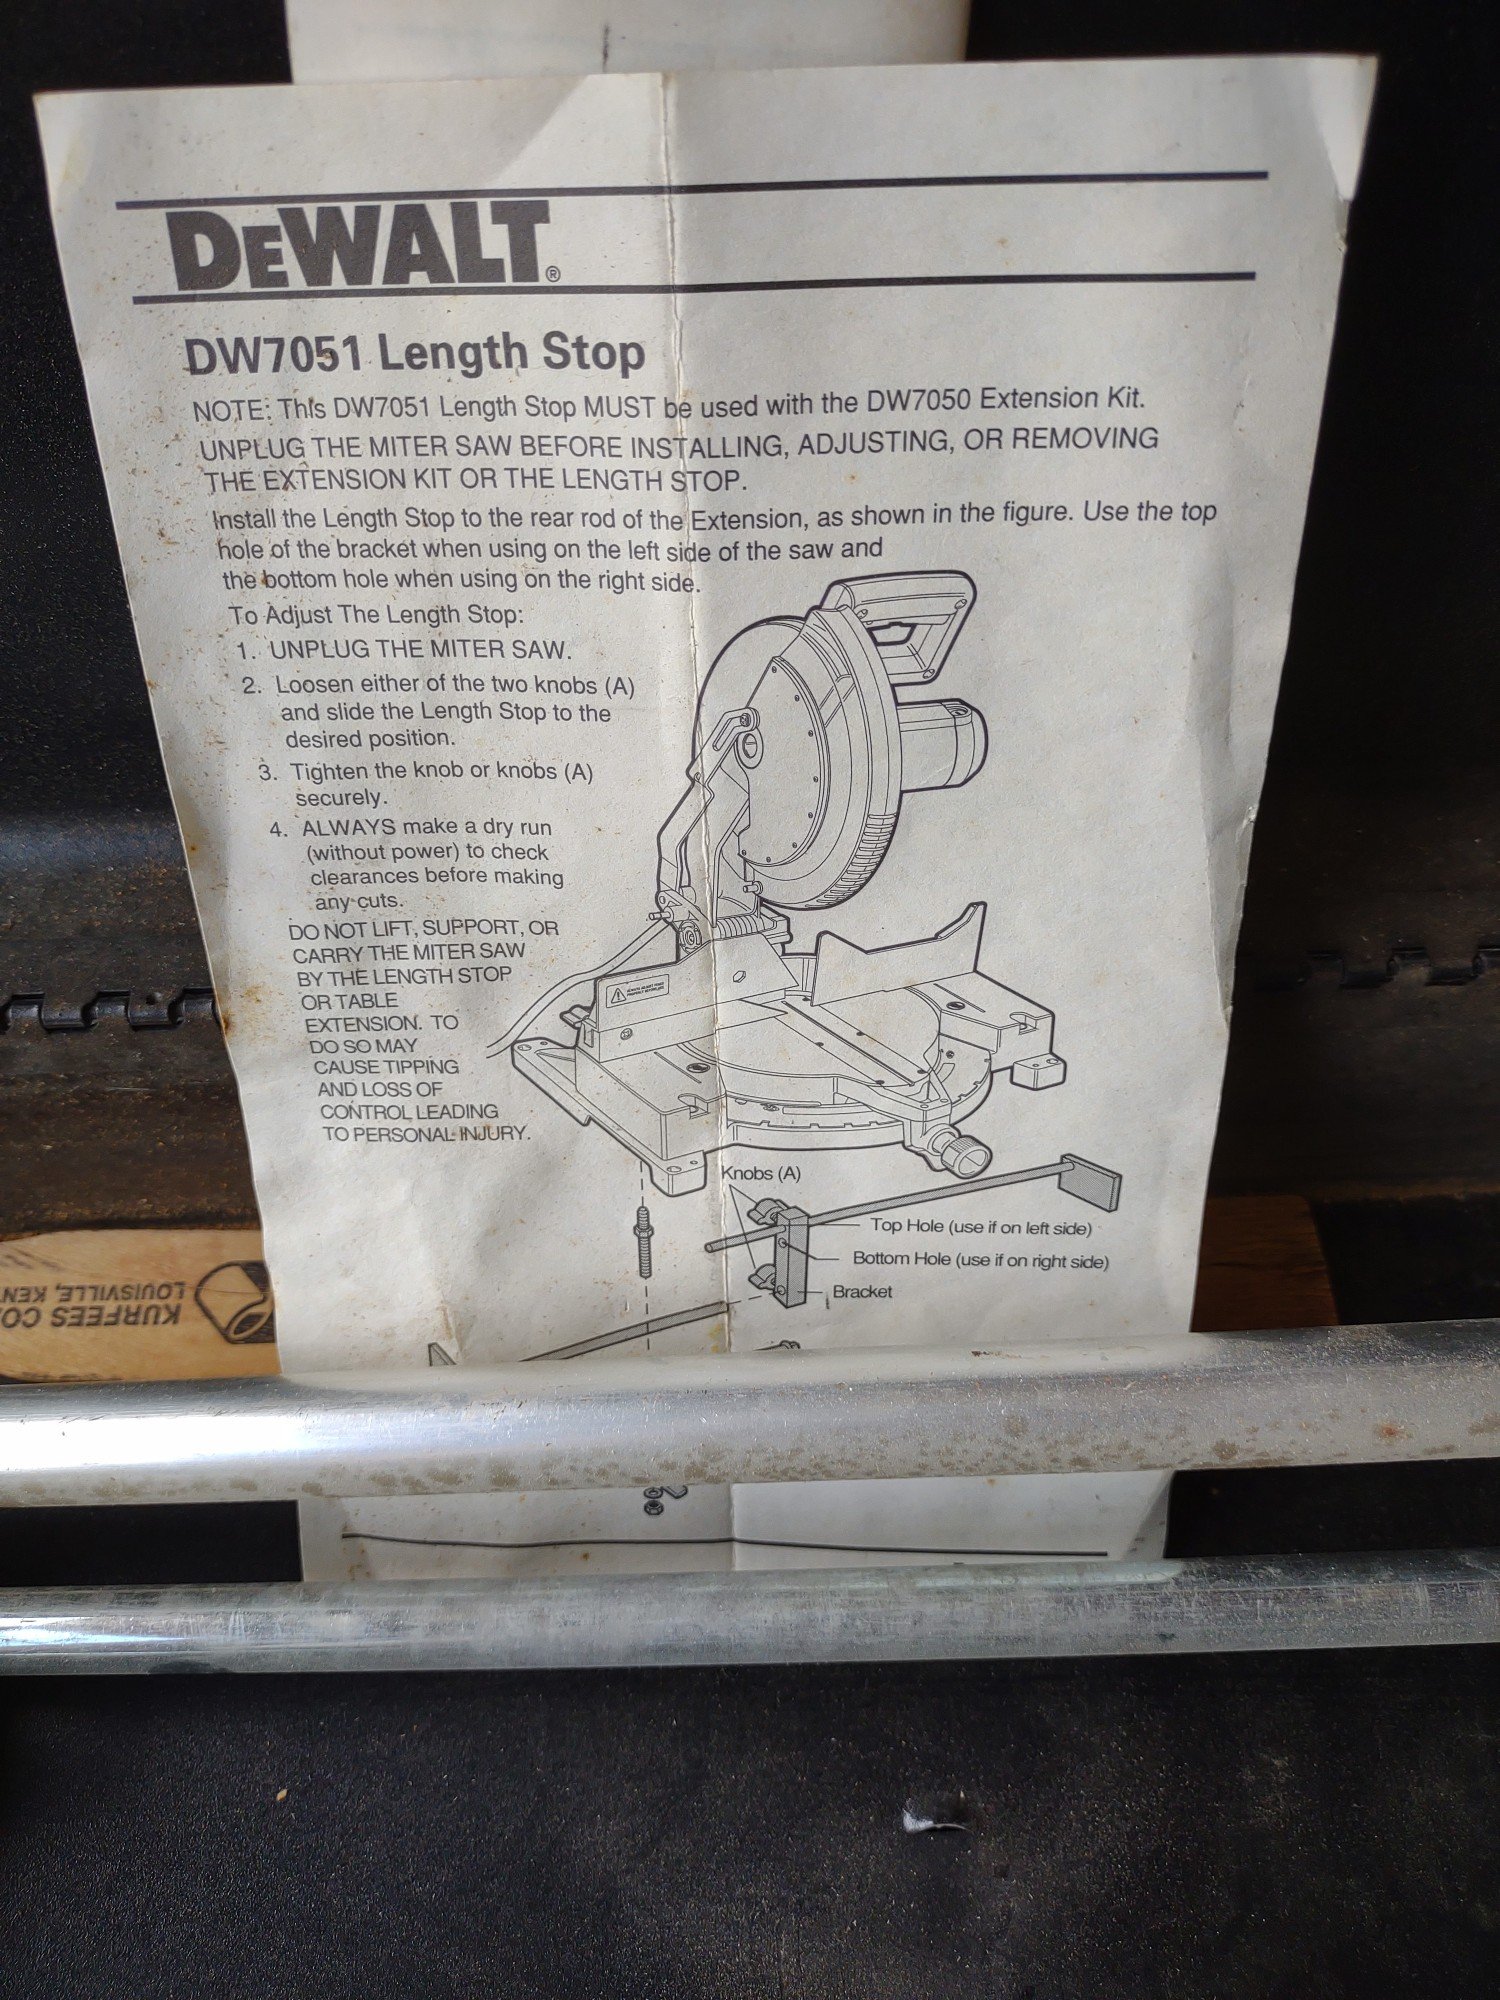 DEWALT®
DW7051 Length Stop
NOTE: This DW7051 Length Stop MUST be used with the DW7050 Extension Kit.
UNPLUG THE MITER SAW BEFORE INSTALLING, ADJUSTING, OR REMOVING
THE EXTENSION KIT OR THE LENGTH STOP.
Install the Length Stop to the rear rod of the Extension, as shown in the figure. Use the top
hole of the bracket when using on the left side of the saw and
the bottom hole when using on the right side.
To Adjust The Length Stop:
1. UNPLUG THE MITER SAW.
2. Loosen either of the two knobs (A)
and slide the Length Stop to the
desired position.
3. Tighten the knob or knobs (A)
securely.
4. ALWAYS make a dry run
(without power) to check
clearances before making
any cuts.
DO NOT LIFT, SUPPORT, OR
CARRY THE MITER SAW
BY THE LENGTH STOP
OR TABLE
EXTENSION. TO
DO SO MAY
CAUSE TIPPING
AND LOSS OF
CONTROL LEADING
TO PERSONAL INJURY.
Knobs (A)
Top Hole (use if on left side)
Bottom Hole (use if on right side)
Bracket
KURFEES CO
LOUISVILLE, KEN